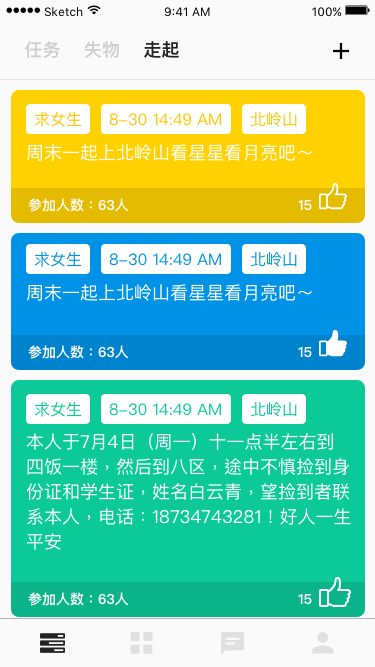 Sketch 9:41 AM 100%
任务 失物 走起 +
求女生 8-30 14:49 AM 北岭山
周末一起上北岭山看星星看月亮吧～
参加人数：63人 15
求女生 8-30 14:49 AM 北岭山
周末一起上北岭山看星星看月亮吧～
参加人数：63人 15
求女生 8-30 14:49 AM 北岭山
本人于7月4日（周一）十一点半左右到
四饭一楼，然后到八区，途中不慎捡到身
份证和学生证，姓名白云青，望捡到者联
系本人，电话：18734743281！好人一生
平安
参加人数：63人 15